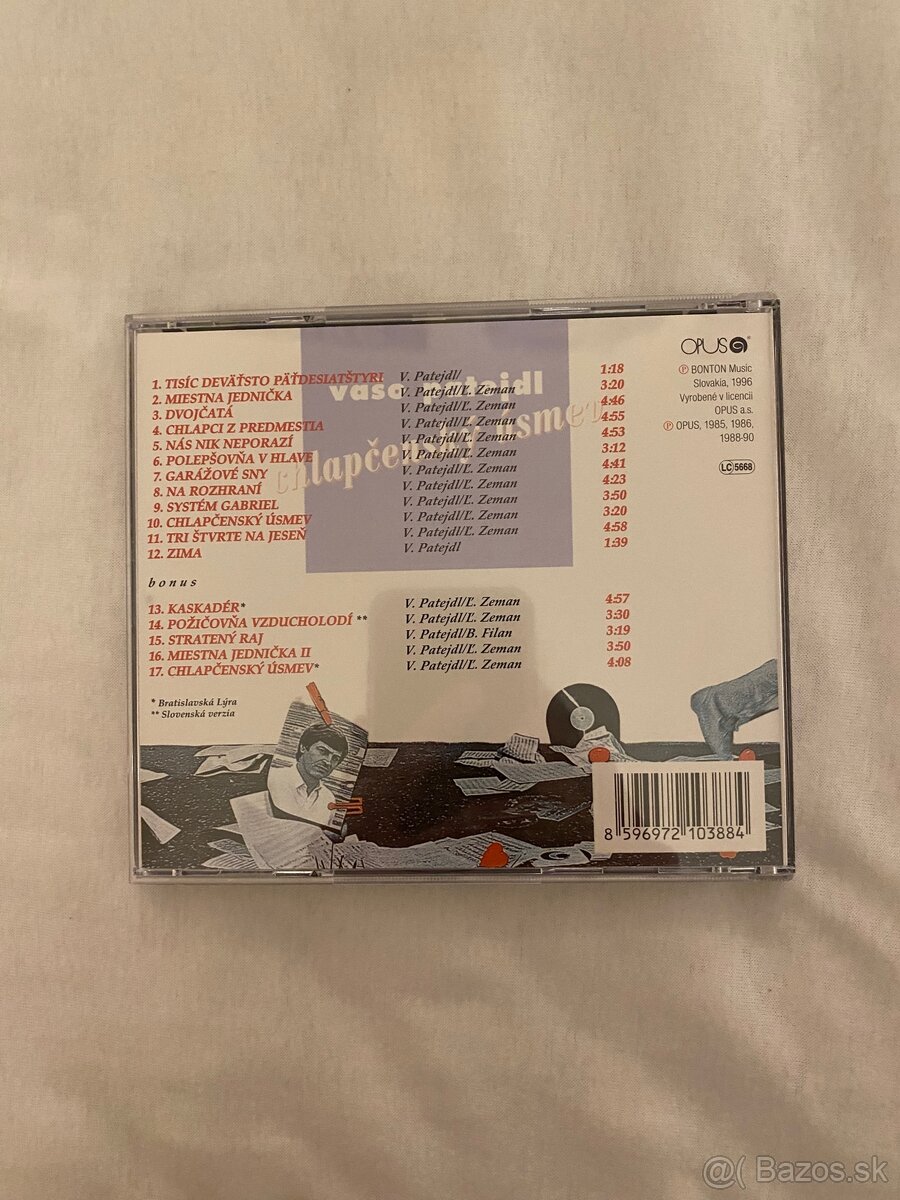 OPUS
℗ BONTON Music
Slovakia, 1996
Vyrobené v licencii
OPUS a.s.
℗ OPUS, 1985, 1986,
1988-90
LC 5668
vašo patejdl
chlapčenský úsmev
1. TISÍC DEVÄŤSTO PÄŤDESIATŠTYRI V. Patejdl/ 1:18
2. MIESTNA JEDNIČKA V. Patejdl/Ľ. Zeman 3:20
3. DVOJČATÁ V. Patejdl/Ľ. Zeman 4:46
4. CHLAPCI Z PREDMESTIA V. Patejdl/Ľ. Zeman 4:55
5. NÁS NIK NEPORAZÍ V. Patejdl/Ľ. Zeman 4:53
6. POLEPŠOVŇA V HLAVE V. Patejdl/Ľ. Zeman 3:12
7. GARÁŽOVÉ SNY V. Patejdl/Ľ. Zeman 4:41
8. NA ROZHRANÍ V. Patejdl/Ľ. Zeman 4:23
9. SYSTÉM GABRIEL V. Patejdl/Ľ. Zeman 3:50
10. CHLAPČENSKÝ ÚSMEV V. Patejdl/Ľ. Zeman 3:20
11. TRI ŠTVRTE NA JESEŇ V. Patejdl/Ľ. Zeman 4:58
12. ZIMA V. Patejdl 1:39
bonus
13. KASKADÉR* V. Patejdl/Ľ. Zeman 4:57
14. POŽIČOVŇA VZDUCHOLODÍ ** V. Patejdl/Ľ. Zeman 3:30
15. STRATENÝ RAJ V. Patejdl/B. Filan 3:19
16. MIESTNA JEDNIČKA II V. Patejdl/Ľ. Zeman 3:50
17. CHLAPČENSKÝ ÚSMEV* V. Patejdl/Ľ. Zeman 4:08
* Bratislavská Lýra
** Slovenská verzia
8 596972 103884
@( Bazos.sk